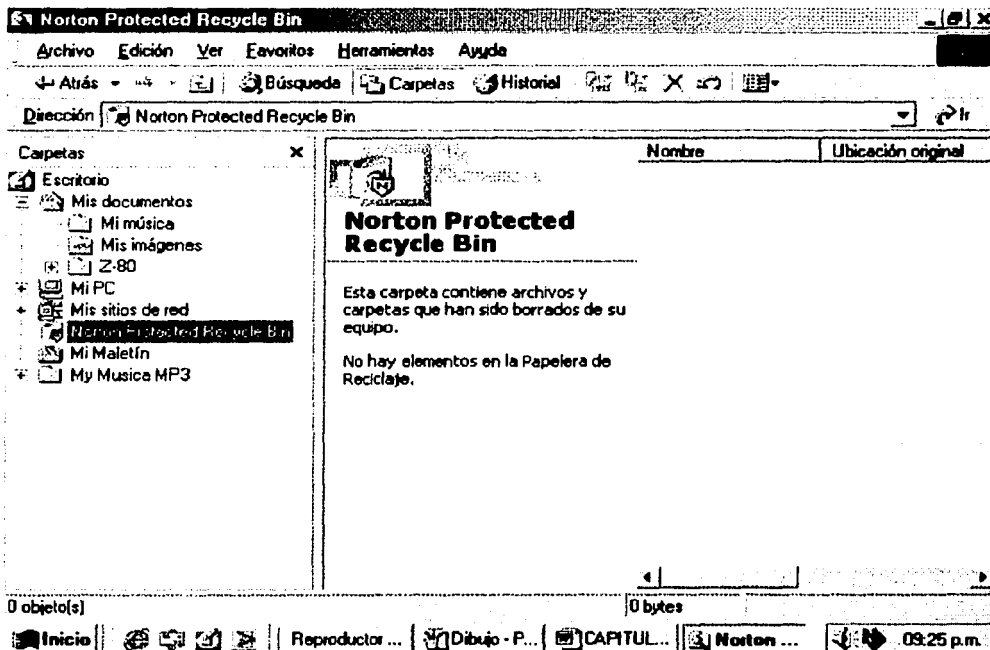 Norton Protected Recycle Bin
Archivo Edición Ver Favoritos Herramientas Ayuda
Atrás Búsqueda Carpetas Historial
Dirección Norton Protected Recycle Bin Ir
Carpetas
Escritorio
Mis documentos
Mi música
Mis imágenes
Z-80
Mi PC
Mis sitios de red
Norton Protected Recycle Bin
Mi Maletín
My Musica MP3
Norton Protected
Recycle Bin
Esta carpeta contiene archivos y
carpetas que han sido borrados de su
equipo.
No hay elementos en la Papelera de
Reciclaje.
Nombre Ubicación original
0 objeto(s) 0 bytes
Inicio Reproductor ... Dibujo - P... CAPITUL... Norton ... 09:25 p.m.